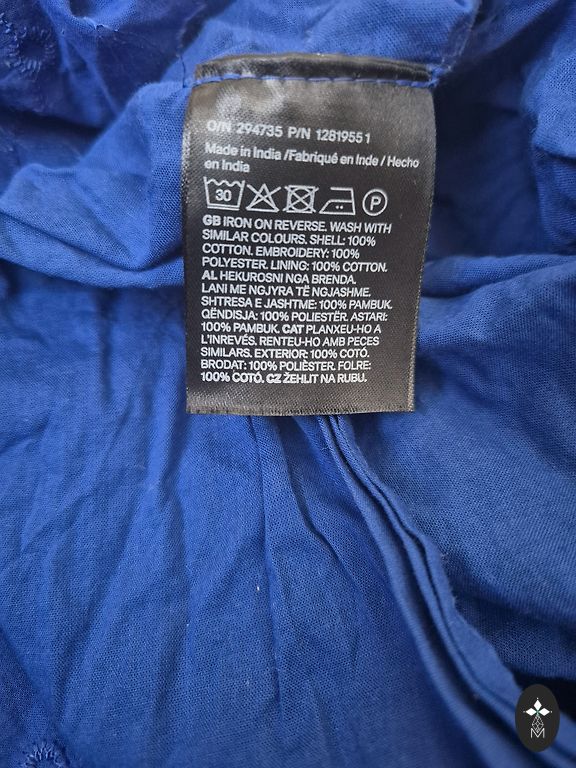 O/N 294735 P/N 1281955 1
Made in India /Fabriqué en Inde / Hecho
en India
30 P
GB IRON ON REVERSE. WASH WITH
SIMILAR COLOURS. SHELL: 100%
COTTON. EMBROIDERY: 100%
POLYESTER. LINING: 100% COTTON.
AL HEKUROSNI NGA BRENDA.
LANI ME NGJYRA TË NGJASHME.
SHTRESA E JASHTME: 100% PAMBUK.
QËNDISJA: 100% POLIESTËR. ASTARI:
100% PAMBUK. CAT PLANXEU-HO A
L'INREVÉS. RENTEU-HO AMB PECES
SIMILARS. EXTERIOR: 100% COTÓ.
BRODAT: 100% POLIÈSTER. FOLRE:
100% COTÓ. CZ ŽEHLIT NA RUBU.
M